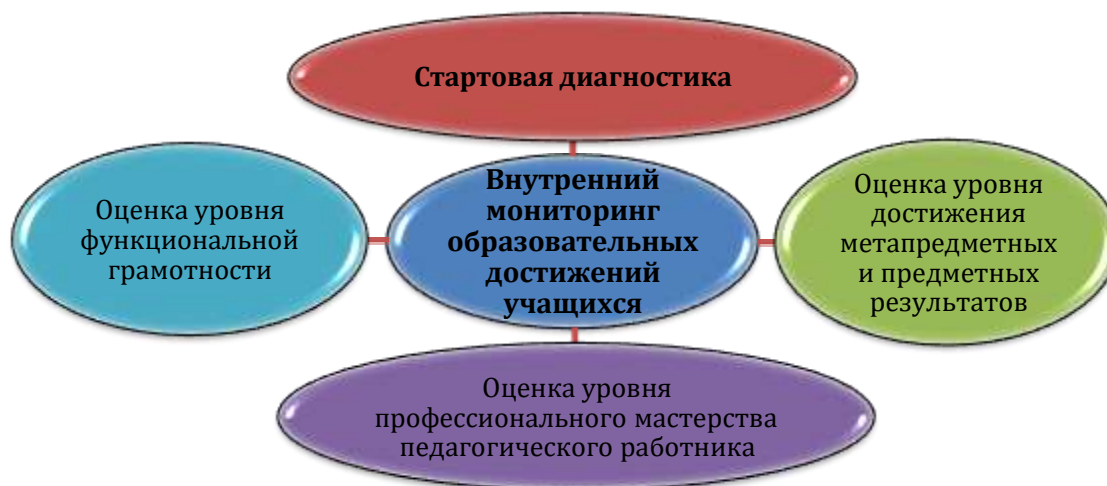 Стартовая диагностика
Оценка уровня
функциональной
грамотности
Внутренний
мониторинг
образовательных
достижений
учащихся
Оценка уровня
достижения
метапредметных
и предметных
результатов
Оценка уровня
профессионального мастерства
педагогического работника